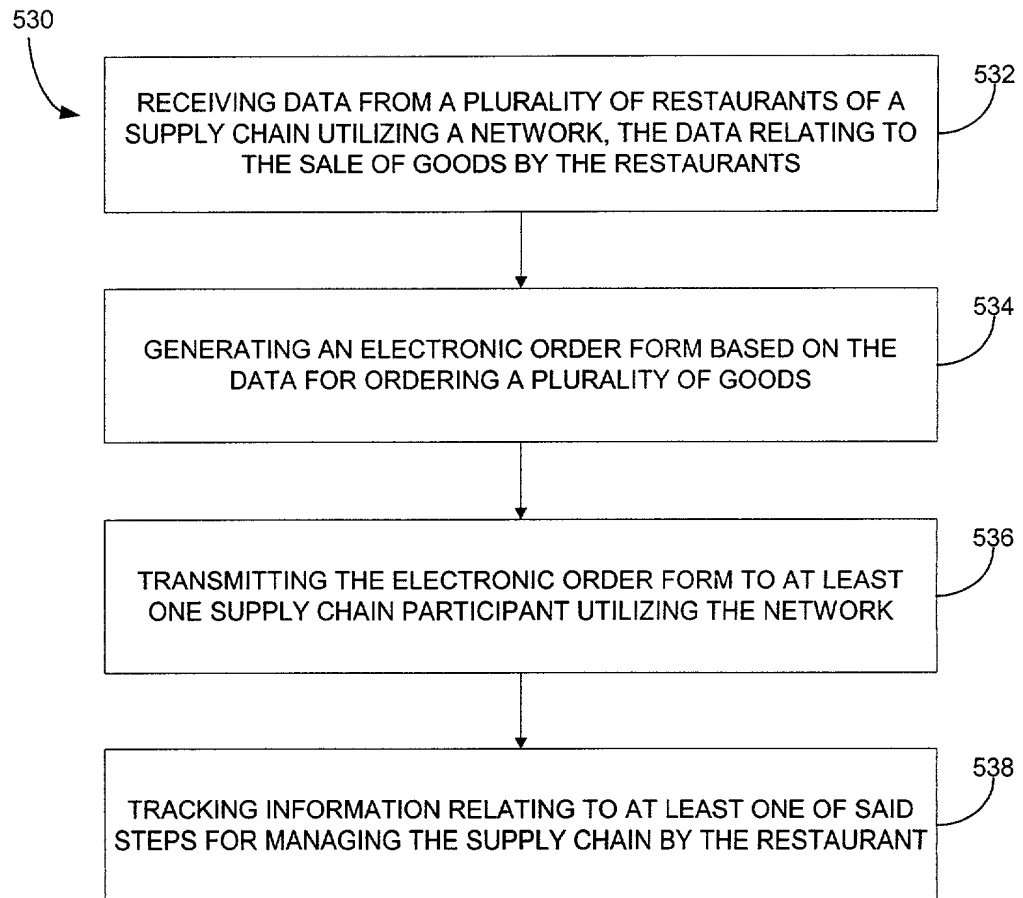 530
532
RECEIVING DATA FROM A PLURALITY OF RESTAURANTS OF A
SUPPLY CHAIN UTILIZING A NETWORK, THE DATA RELATING TO
THE SALE OF GOODS BY THE RESTAURANTS
534
GENERATING AN ELECTRONIC ORDER FORM BASED ON THE
DATA FOR ORDERING A PLURALITY OF GOODS
536
TRANSMITTING THE ELECTRONIC ORDER FORM TO AT LEAST
ONE SUPPLY CHAIN PARTICIPANT UTILIZING THE NETWORK
538
TRACKING INFORMATION RELATING TO AT LEAST ONE OF SAID
STEPS FOR MANAGING THE SUPPLY CHAIN BY THE RESTAURANT